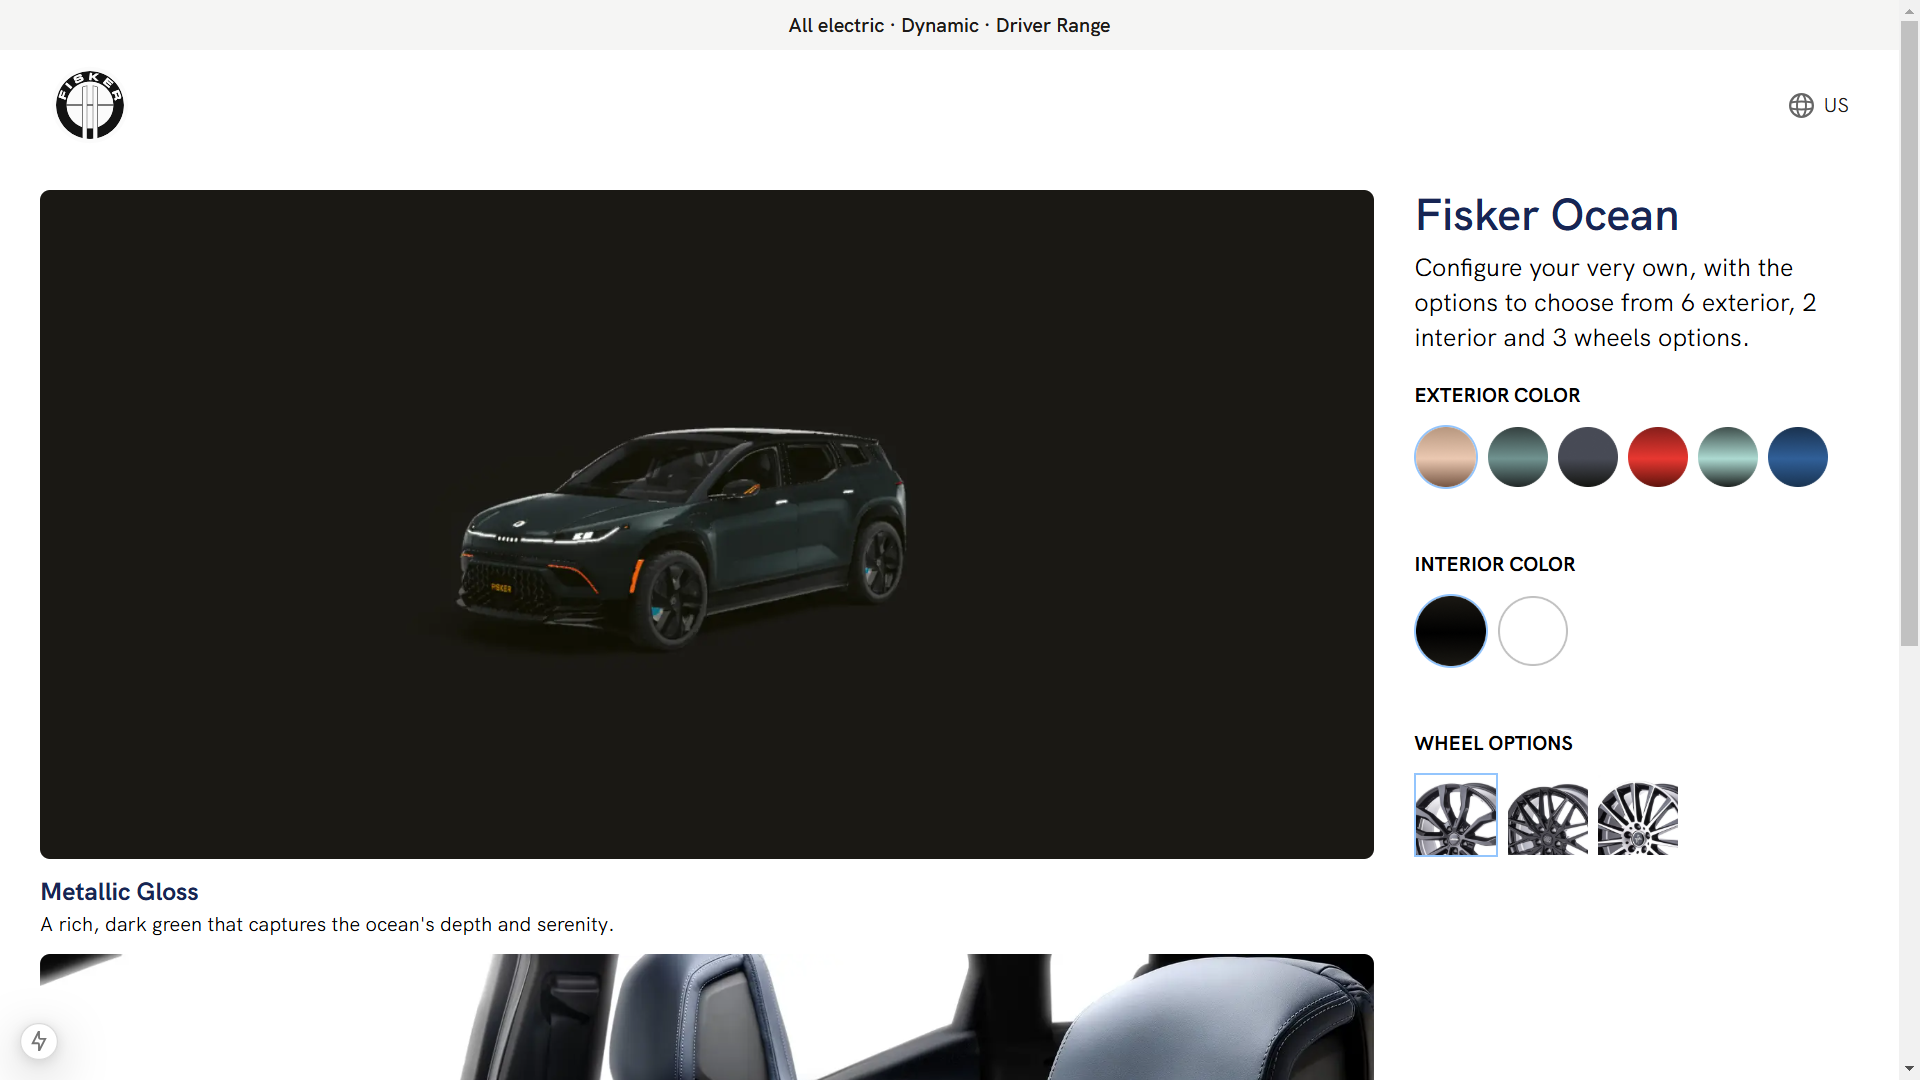 All electric · Dynamic · Driver Range
FISKER
US
Fisker Ocean
Configure your very own, with the
options to choose from 6 exterior, 2
interior and 3 wheels options.
EXTERIOR COLOR
FISKER
INTERIOR COLOR
WHEEL OPTIONS
Metallic Gloss
A rich, dark green that captures the ocean's depth and serenity.